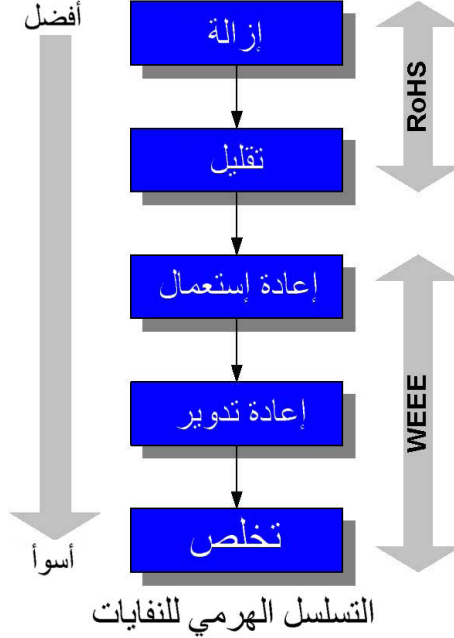 أفضل
إزالة
RoHS
تقليل
إعادة إستعمال
WEEE
إعادة تدوير
تخلص
أسوأ
التسلسل الهرمي للنفايات